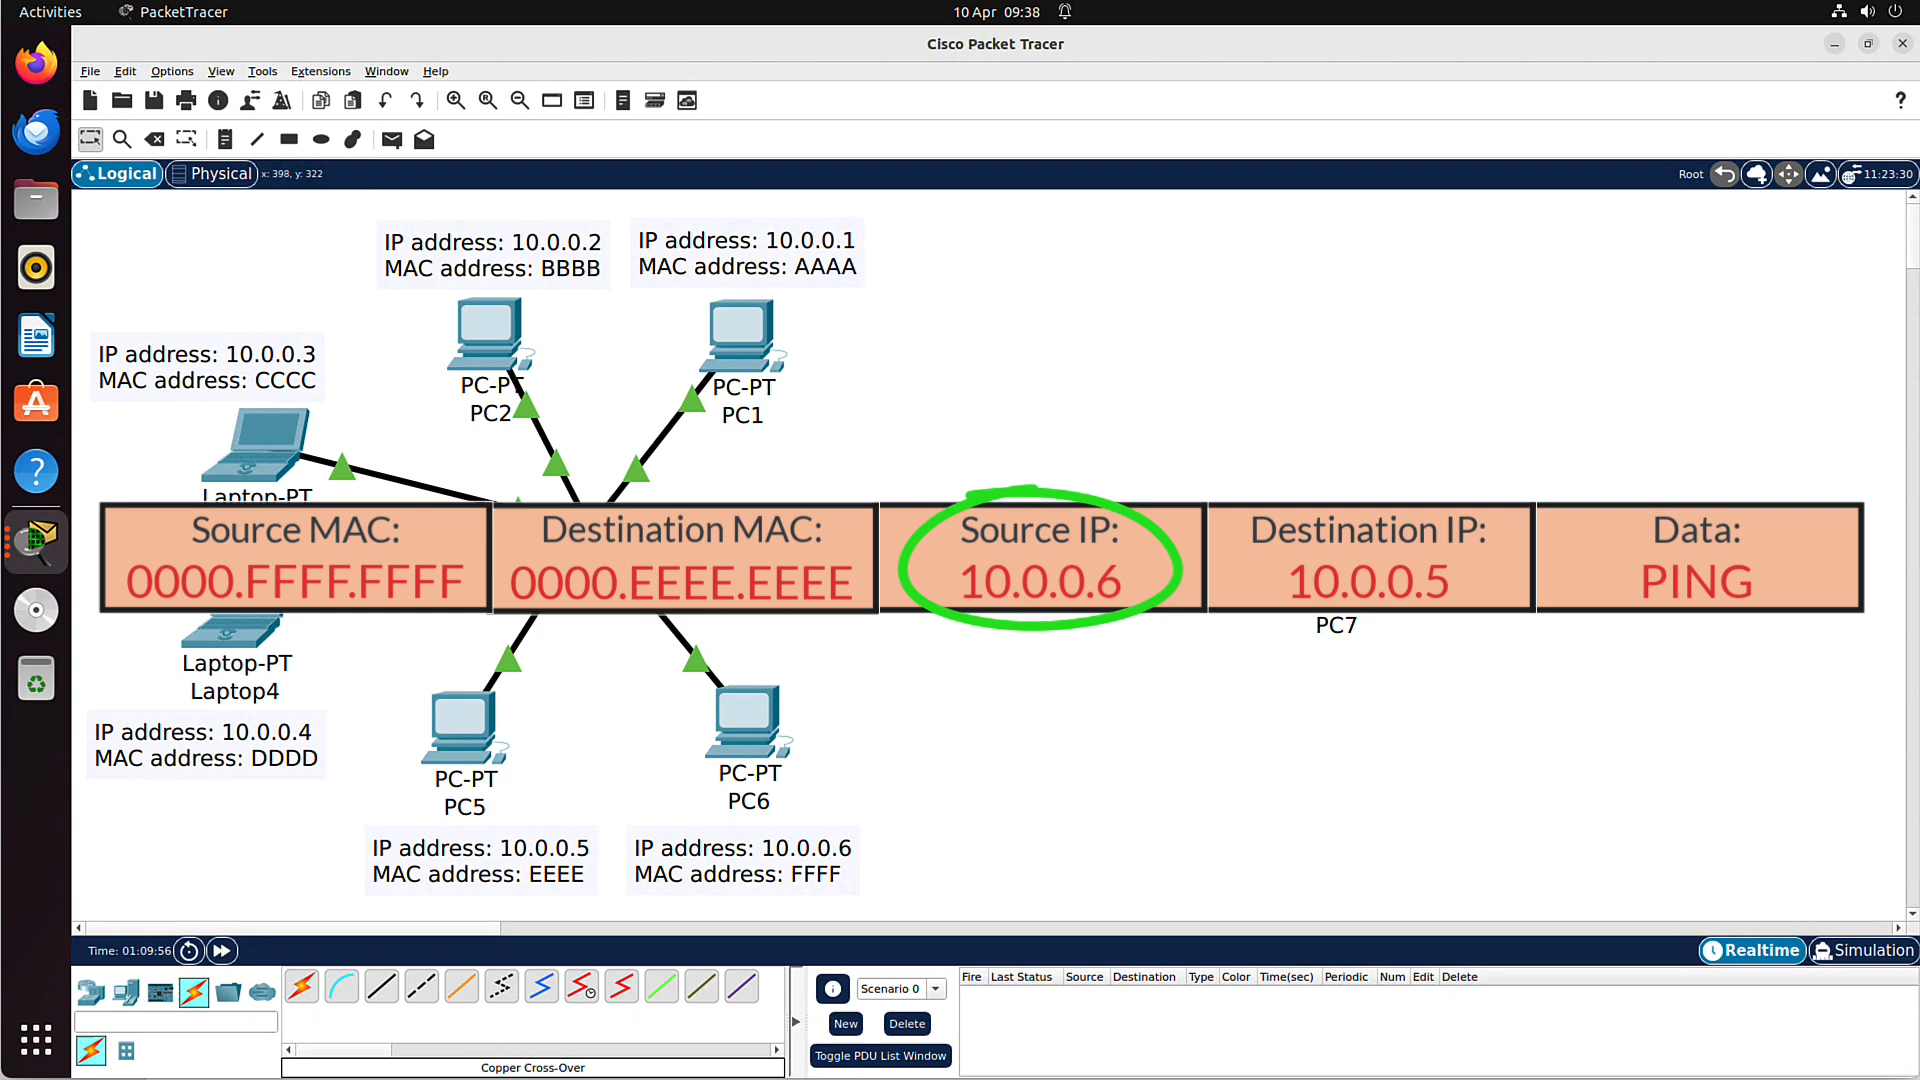 Activities PacketTracer 10 Apr 09:38
Cisco Packet Tracer
File Edit Options View Tools Extensions Window Help
?
Logical Physical x: 398, y: 322 Root 11:23:30
IP address: 10.0.0.2
MAC address: BBBB
IP address: 10.0.0.1
MAC address: AAAA
IP address: 10.0.0.3
MAC address: CCCC
PC-PT
PC2
PC-PT
PC1
Laptop-PT
Source MAC:
0000.FFFF.FFFF
Destination MAC:
0000.EEEE.EEEE
Source IP:
10.0.0.6
Destination IP:
10.0.0.5
Data:
PING
PC7
Laptop-PT
Laptop4
IP address: 10.0.0.4
MAC address: DDDD
PC-PT
PC5
PC-PT
PC6
IP address: 10.0.0.5
MAC address: EEEE
IP address: 10.0.0.6
MAC address: FFFF
Time: 01:09:56 Realtime Simulation
Scenario 0
New Delete
Toggle PDU List Window
Fire Last Status Source Destination Type Color Time(sec) Periodic Num Edit Delete
Copper Cross-Over